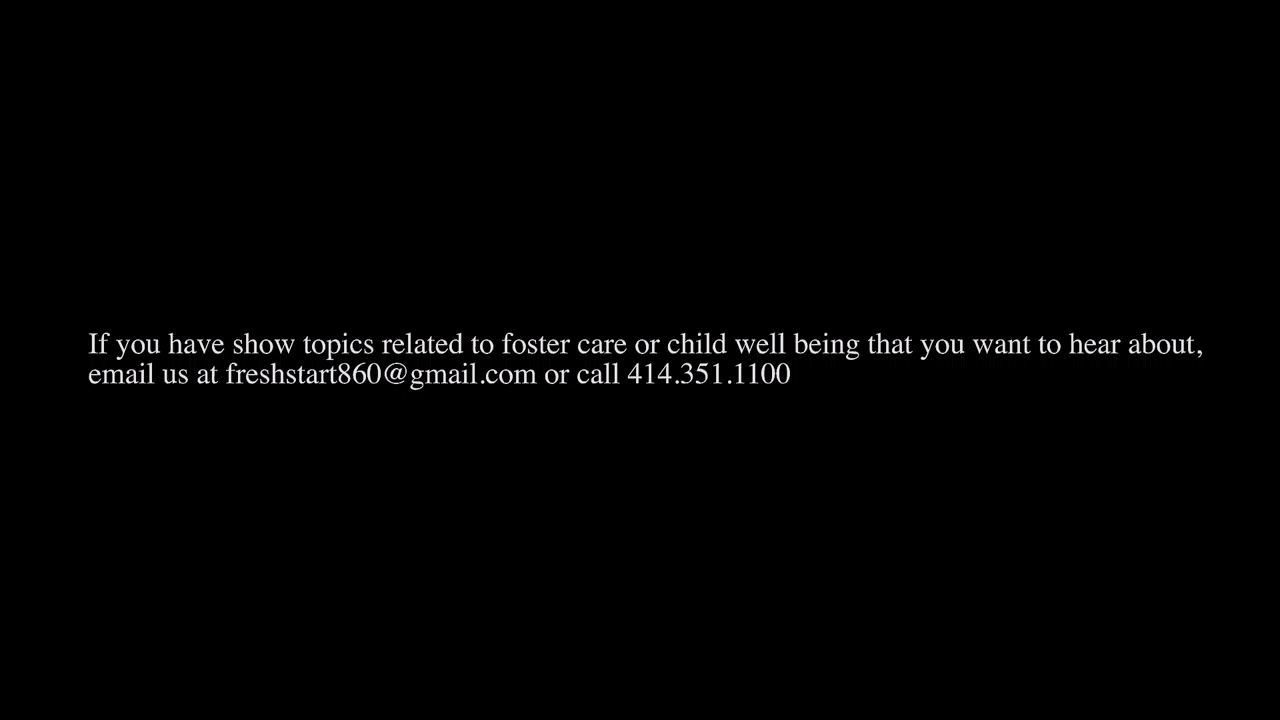 If you have show topics related to foster care or child well being that you want to hear about,
email us at freshstart860@gmail.com or call 414.351.1100